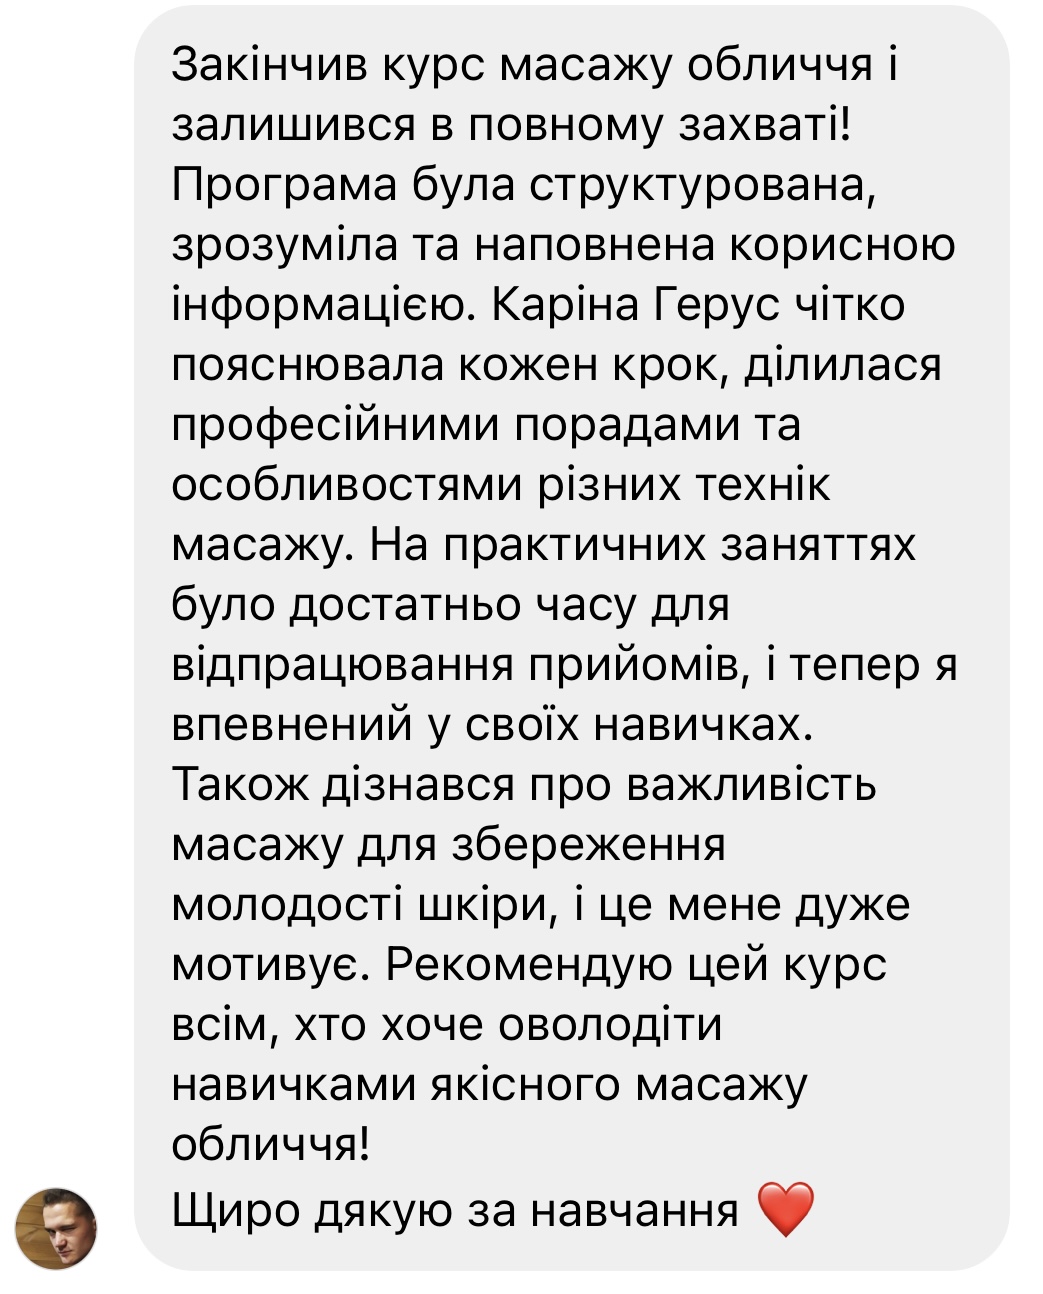 Закінчив курс масажу обличчя і
залишився в повному захваті!
Програма була структурована,
зрозуміла та наповнена корисною
інформацією. Каріна Герус чітко
пояснювала кожен крок, ділилася
професійними порадами та
особливостями різних технік
масажу. На практичних заняттях
було достатньо часу для
відпрацювання прийомів, і тепер я
впевнений у своїх навичках.
Також дізнався про важливість
масажу для збереження
молодості шкіри, і це мене дуже
мотивує. Рекомендую цей курс
всім, хто хоче оволодіти
навичками якісного масажу
обличчя!
Щиро дякую за навчання ❤️